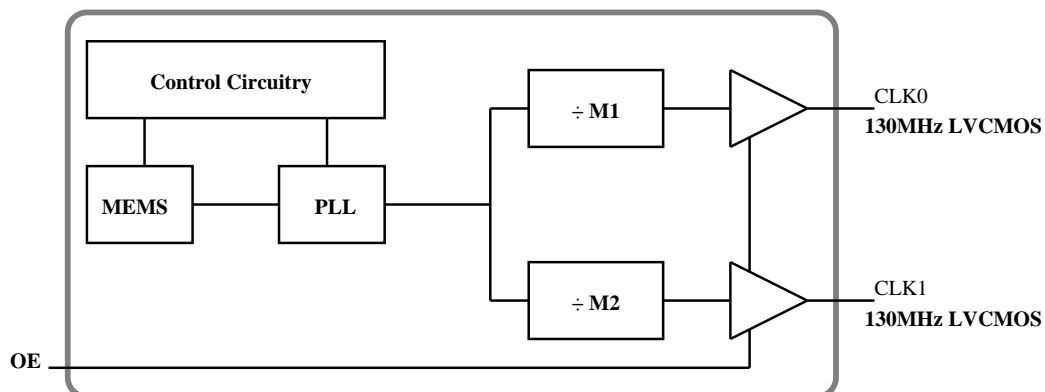 Control Circuitry
MEMS
PLL
÷ M1
÷ M2
CLK0
130MHz LVCMOS
CLK1
130MHz LVCMOS
OE